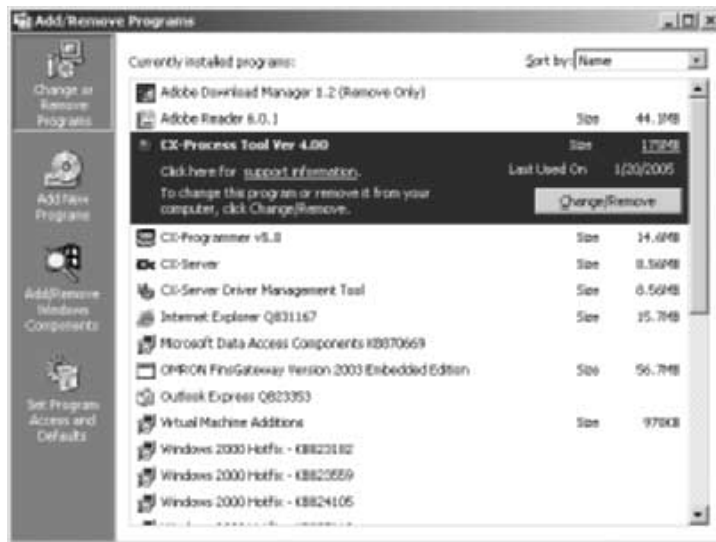 Add/Remove Programs
Change or
Remove
Programs
Add New
Programs
Add/Remove
Windows
Components
Set Program
Access and
Defaults
Currently installed programs:
Sort by: Name
Adobe Download Manager 1.2 (Remove Only)
Adobe Reader 6.0.1 Size 44.1MB
CX-Process Tool Ver 4.00 Size 175MB
Click here for support information. Last Used On 1/20/2005
To change this program or remove it from your
computer, click Change/Remove.
Change/Remove
CX-Programmer v5.0 Size 14.6MB
CX-Server Size 8.56MB
CX-Server Driver Management Tool Size 8.56MB
Internet Explorer Q831167 Size 15.7MB
Microsoft Data Access Components KB870669
OMRON FinsGateway Version 2003 Embedded Edition Size 56.7MB
Outlook Express Q823353
Virtual Machine Additions Size 970KB
Windows 2000 Hotfix - KB823182
Windows 2000 Hotfix - KB823559
Windows 2000 Hotfix - KB824105